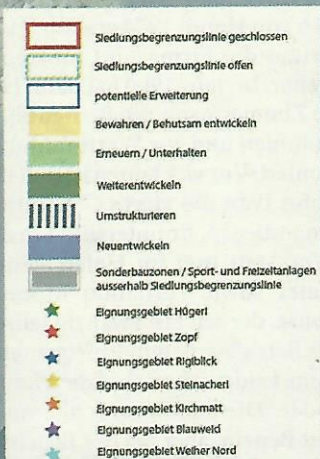 Siedlungsbegrenzungslinie geschlossen
Siedlungsbegrenzungslinie offen
potentielle Erweiterung
Bewahren / Behutsam entwickeln
Erneuern / Unterhalten
Weiterentwickeln
Umstrukturieren
Neuentwickeln
Sonderbauzonen / Sport- und Freizeitanlagen
ausserhalb Siedlungsbegrenzungslinie
Eignungsgebiet Hügerl
Eignungsgebiet Zopf
Eignungsgebiet Rigiblick
Eignungsgebiet Steinacherl
Eignungsgebiet Kirchmatt
Eignungsgebiet Blauweid
Eignungsgebiet Weiher Nord